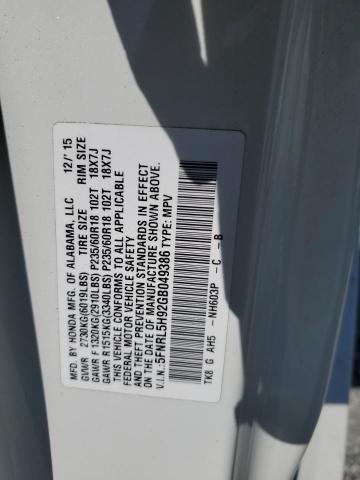 MFD. BY HONDA MFG. OF ALABAMA, LLC 12/'15
GVWR 2730KG(6019LBS) TIRE SIZE RIM SIZE
GAWR F 1320KG(2910LBS) P235/60R18 102T 18X7J
GAWR R 1515KG(3340LBS) P235/60R18 102T 18X7J
THIS VEHICLE CONFORMS TO ALL APPLICABLE
FEDERAL MOTOR VEHICLE SAFETY
AND THEFT PREVENTION STANDARDS IN EFFECT
ON THE DATE OF MANUFACTURE SHOWN ABOVE.
V.I.N.:5FNRL5H92GB049386 TYPE: MPV
TK8 G AH5 - NH603P - C - B